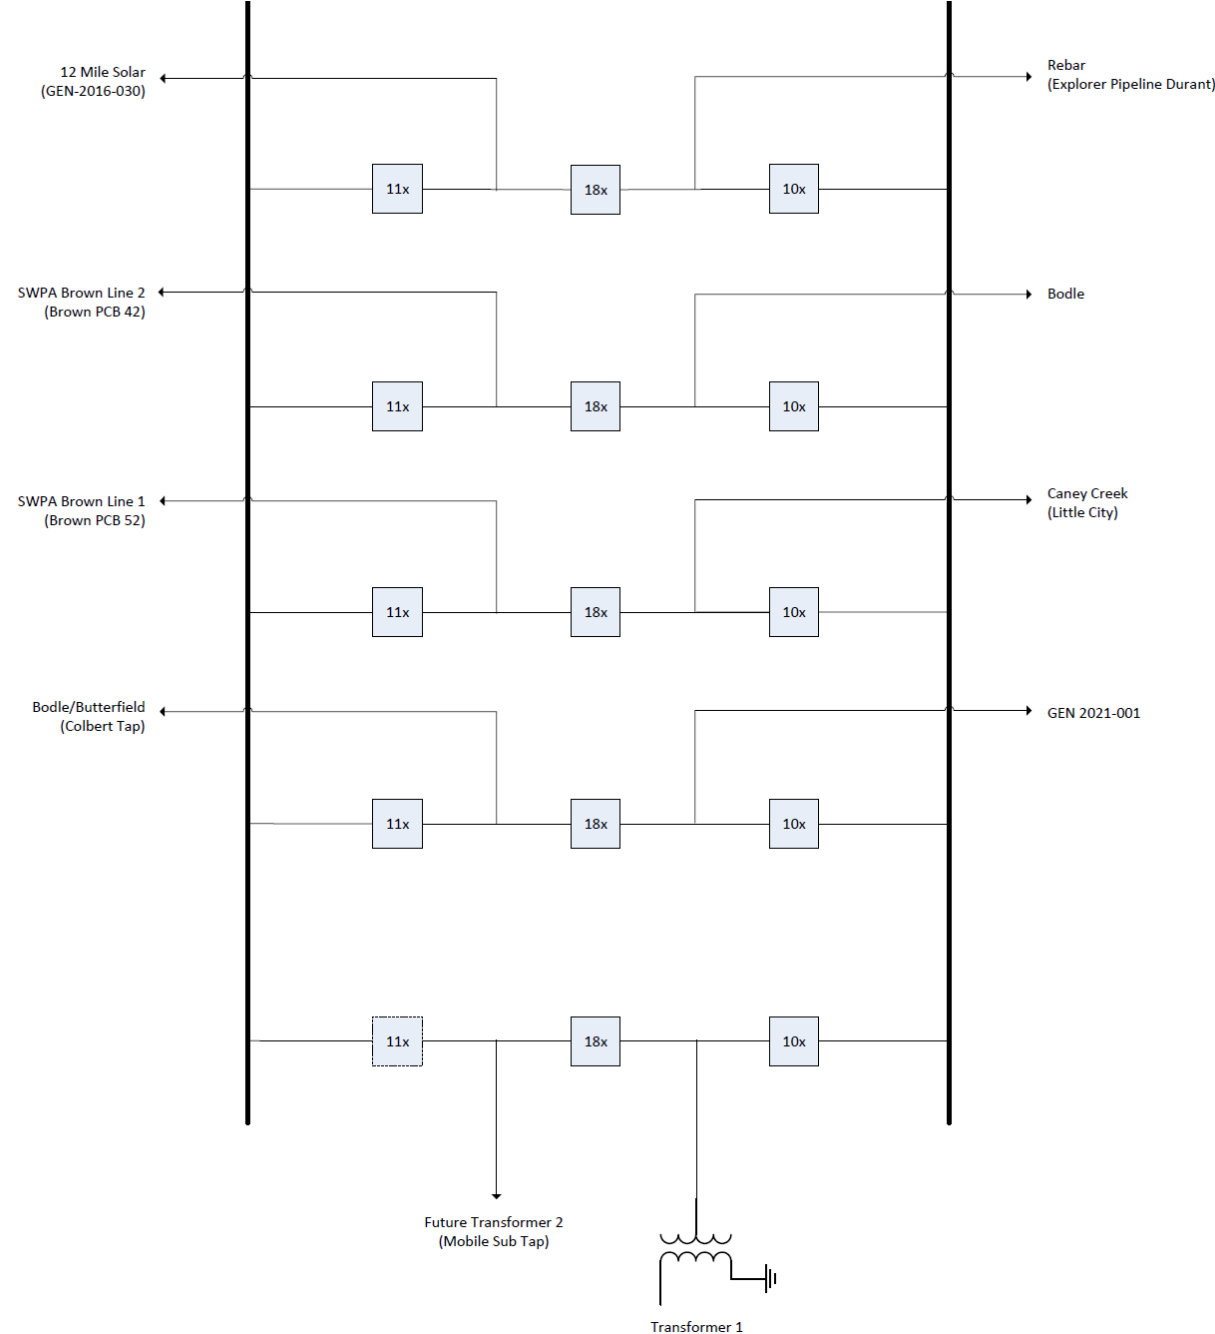 12 Mile Solar
(GEN-2016-030)
Rebar
(Explorer Pipeline Durant)
11x
18x
10x
SWPA Brown Line 2
(Brown PCB 42)
Bodle
11x
18x
10x
SWPA Brown Line 1
(Brown PCB 52)
Caney Creek
(Little City)
11x
18x
10x
Bodle/Butterfield
(Colbert Tap)
GEN 2021-001
11x
18x
10x
11x
18x
10x
Future Transformer 2
(Mobile Sub Tap)
Transformer 1